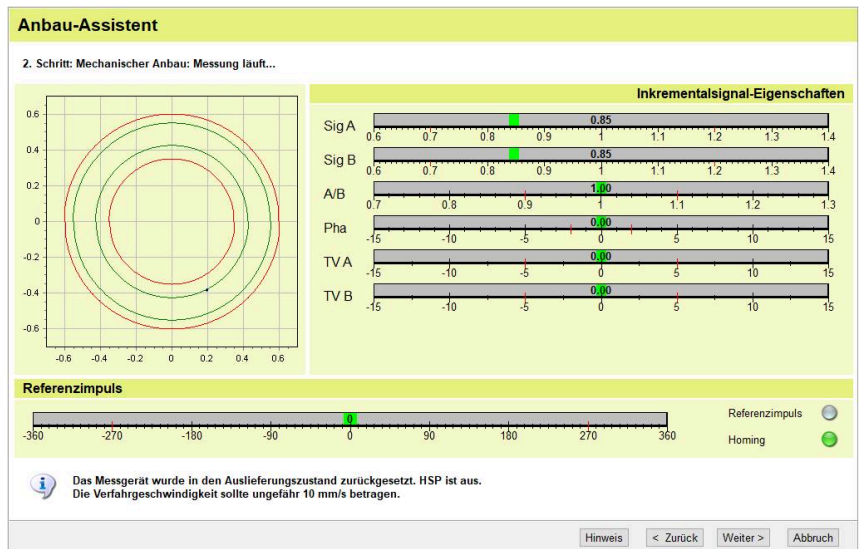 Anbau-Assistent
2. Schritt: Mechanischer Anbau: Messung läuft...
0.6
0.4
0.2
0
-0.2
-0.4
-0.6
-0.6 -0.4 -0.2 0 0.2 0.4 0.6
Inkrementalsignal-Eigenschaften
Sig A 0.85
0.6 0.7 0.8 0.9 1 1.1 1.2 1.3 1.4
Sig B 0.85
0.6 0.7 0.8 0.9 1 1.1 1.2 1.3 1.4
A/B 1.00
0.7 0.8 0.9 1 1.1 1.2 1.3
Pha 0.00
-15 -10 -5 0 5 10 15
TV A 0.00
-15 -10 -5 0 5 10 15
TV B 0.00
-15 -10 -5 0 5 10 15
Referenzimpuls
0
-360 -270 -180 -90 0 90 180 270 360
Referenzimpuls
Homing
Das Messgerät wurde in den Auslieferungszustand zurückgesetzt. HSP ist aus.
Die Verfahrgeschwindigkeit sollte ungefähr 10 mm/s betragen.
Hinweis < Zurück Weiter > Abbruch